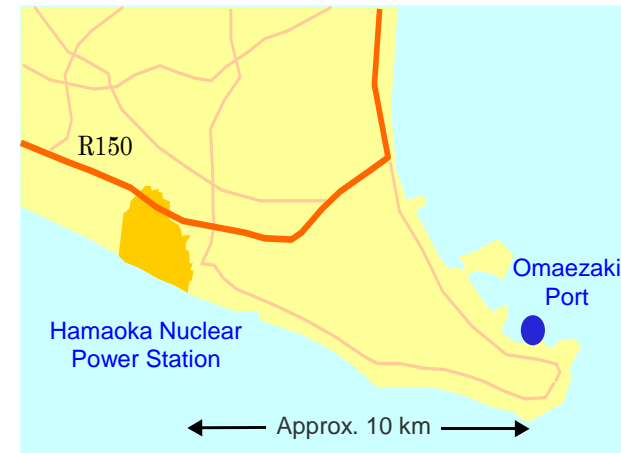 R150
Omaezaki
Port
Hamaoka Nuclear
Power Station
Approx. 10 km